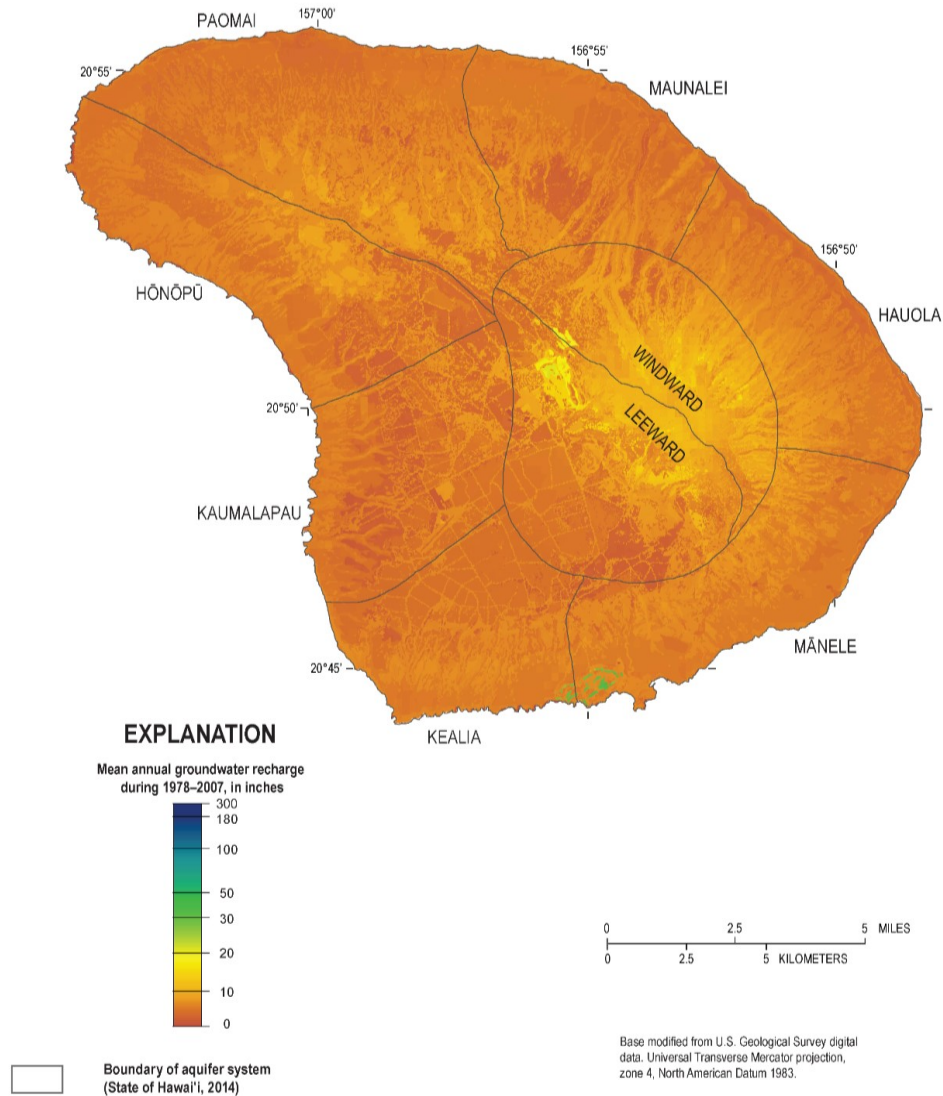 PAOMAI
157°00'
20°55'
156°55'
MAUNALEI
156°50'
HŌNŌPŪ
HAUOLA
WINDWARD
LEEWARD
20°50'
KAUMALAPAU
20°45'
MĀNELE
KEALIA
EXPLANATION
Mean annual groundwater recharge
during 1978–2007, in inches
300
180
100
50
30
20
10
0
Boundary of aquifer system
(State of Hawai'i, 2014)
0 2.5 5 MILES
0 2.5 5 KILOMETERS
Base modified from U.S. Geological Survey digital
data. Universal Transverse Mercator projection,
zone 4, North American Datum 1983.